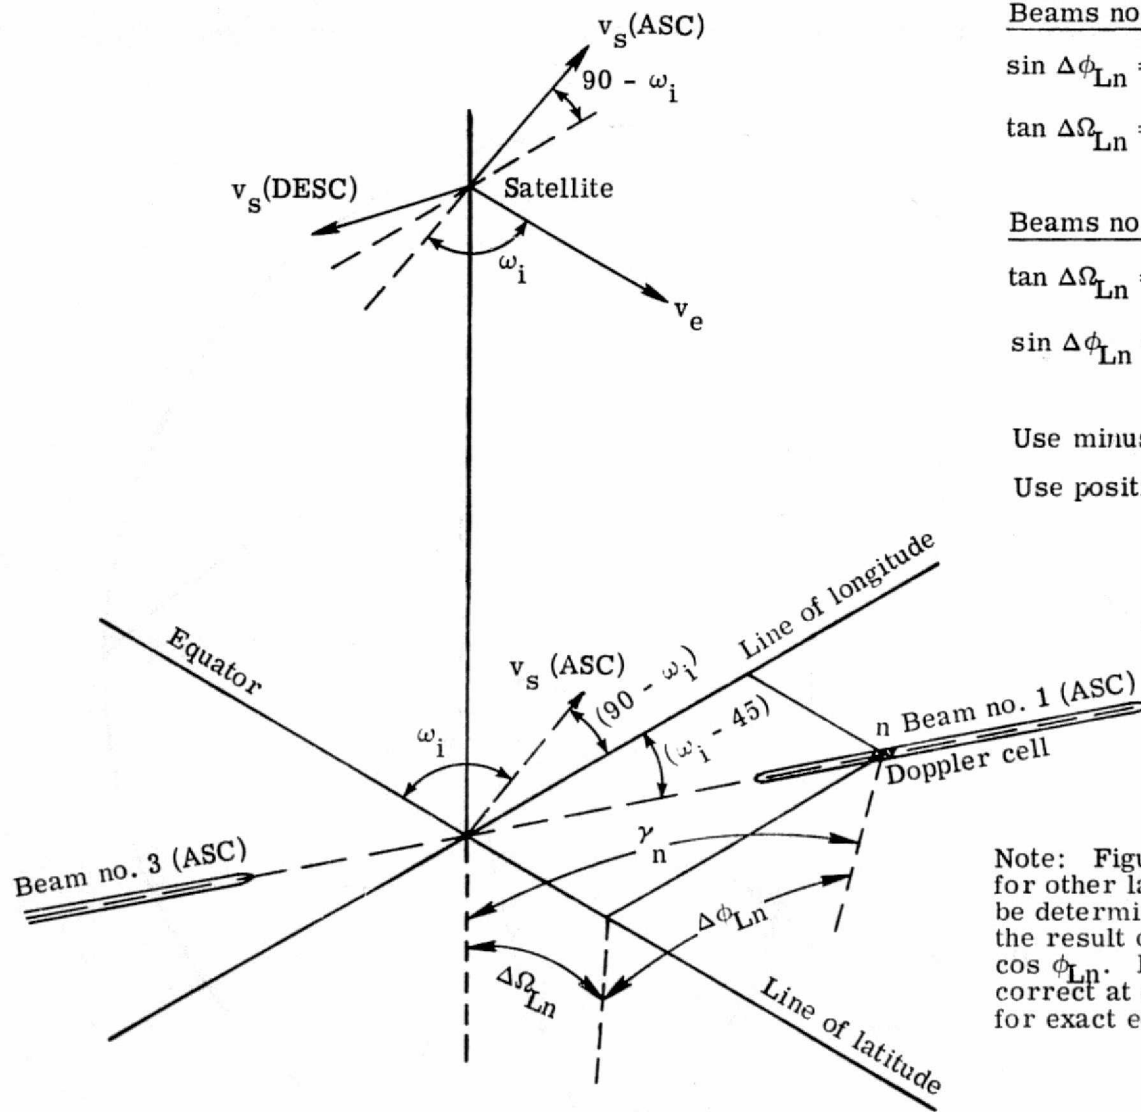 Beams no
sin Δϕ_Ln =
tan ΔΩ_Ln =
Beams no
tan ΔΩ_Ln =
sin Δϕ_Ln
Use minus
Use posit
v_s(ASC)
90 - ω_i
v_s(DESC)
Satellite
ω_i
v_e
Equator
Line of longitude
v_s (ASC)
(90 - ω_i)
ω_i
(ω_i - 45)
n Beam no. 1 (ASC)
Doppler cell
γ_n
Beam no. 3 (ASC)
Δϕ_Ln
ΔΩ_Ln
Line of latitude
Note: Figu
for other la
be determi
the result o
cos ϕ_Ln.
correct at
for exact e